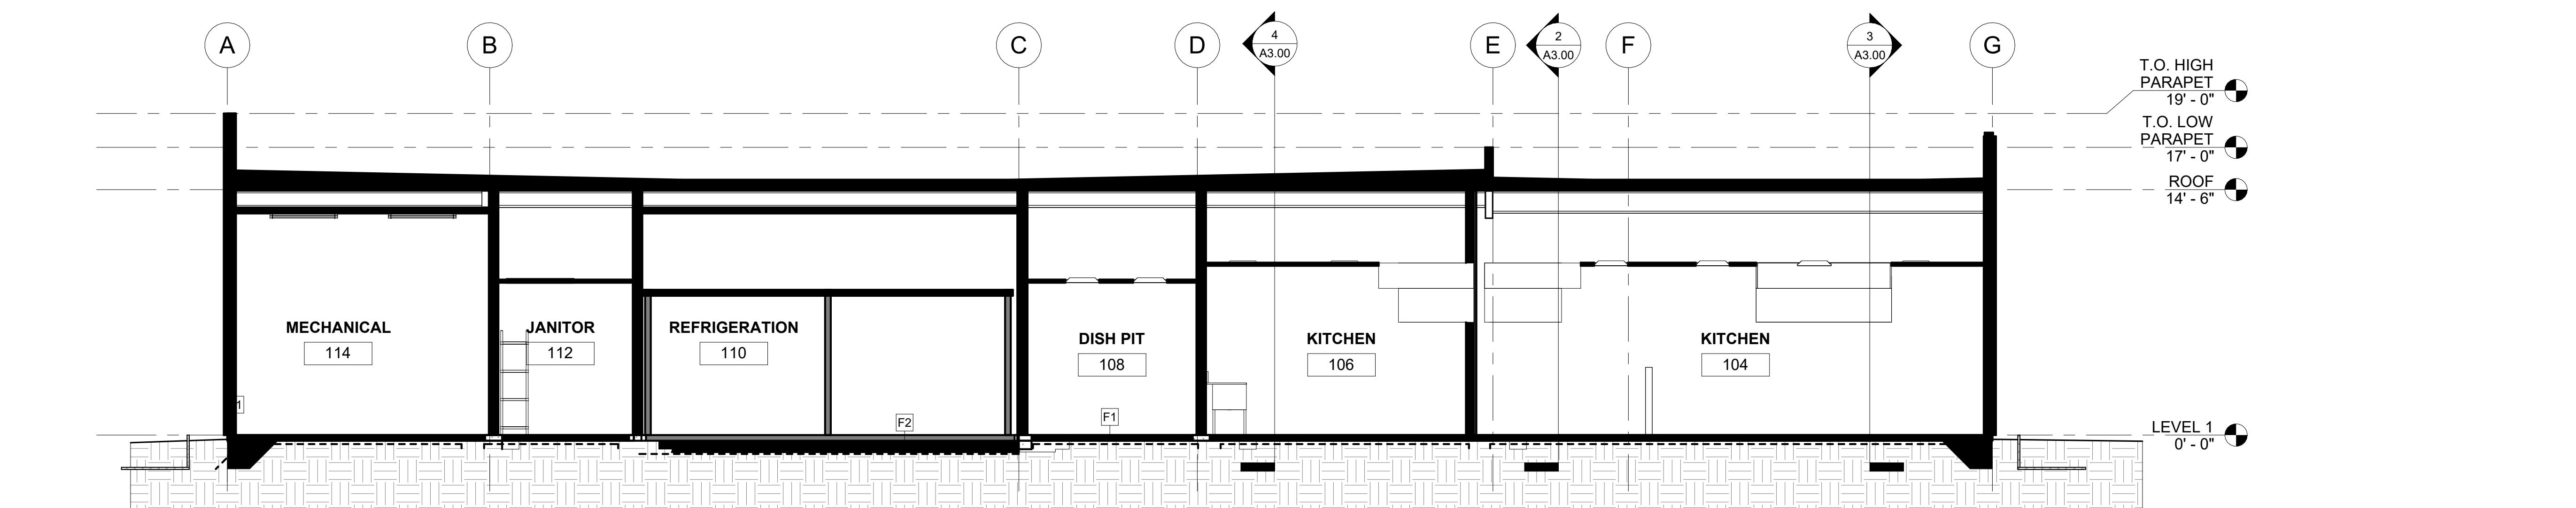 A
B
C
D
4
A3.00
E
2
A3.00
F
3
A3.00
G
T.O. HIGH
PARAPET
19' - 0"
T.O. LOW
PARAPET
17' - 0"
ROOF
14' - 6"
MECHANICAL
114
JANITOR
112
REFRIGERATION
110
DISH PIT
108
KITCHEN
106
KITCHEN
104
1
F2
F1
LEVEL 1
0' - 0"